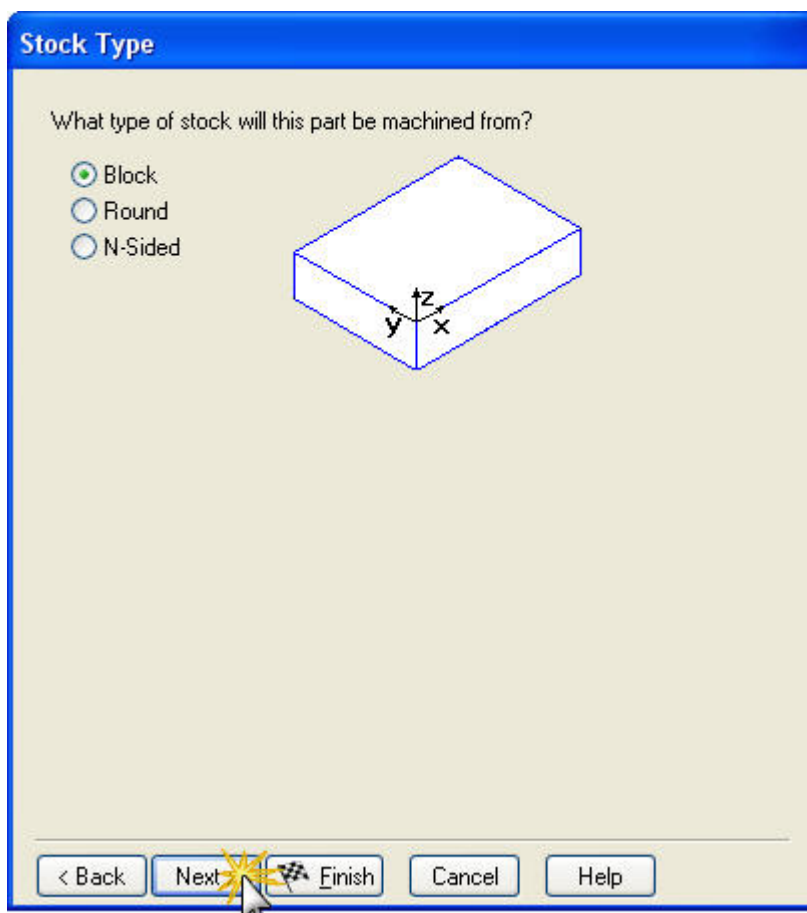 Stock Type
What type of stock will this part be machined from?
Block
Round
N-Sided
z
y x
< Back Next Finish Cancel Help